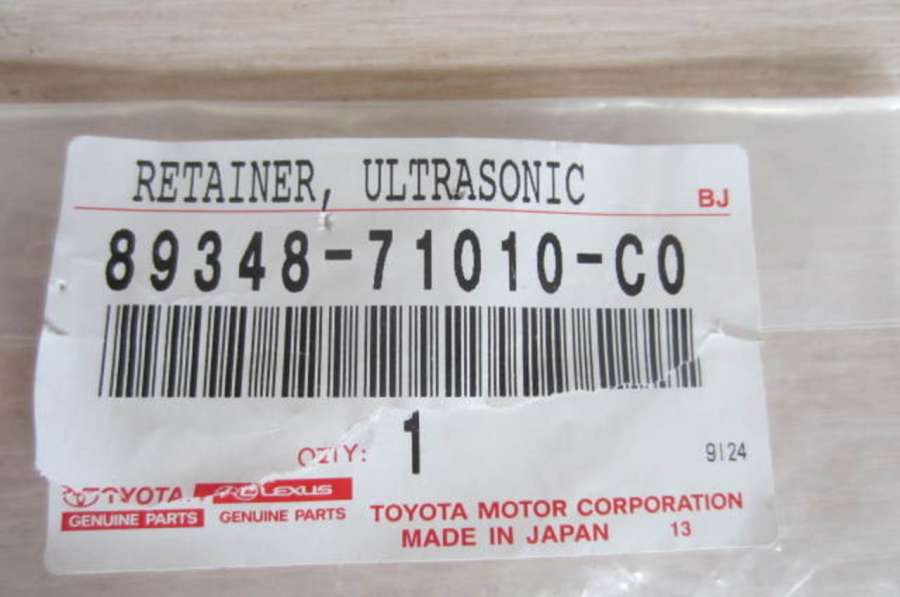 RETAINER, ULTRASONIC
BJ
89348-71010-C0
QZTY: 1
9124
TOYOTA LEXUS
GENUINE PARTS GENUINE PARTS
TOYOTA MOTOR CORPORATION
MADE IN JAPAN 13